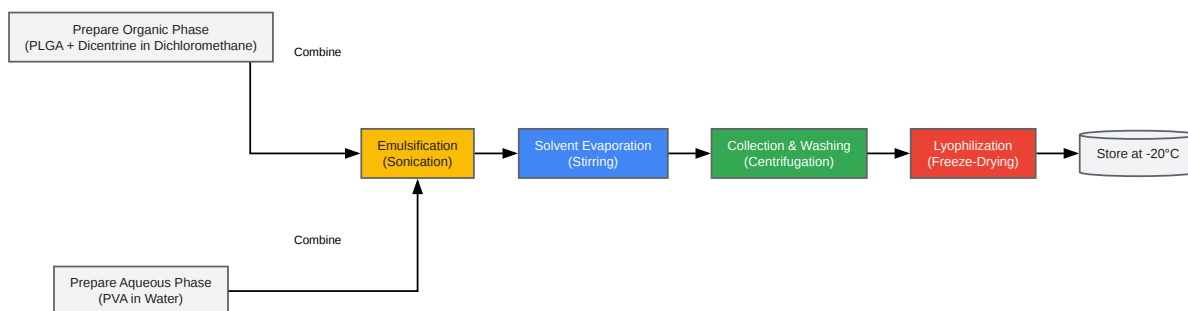 Prepare Organic Phase
(PLGA + Dicentrine in Dichloromethane)
Combine
Emulsification
(Sonication)
Solvent Evaporation
(Stirring)
Collection & Washing
(Centrifugation)
Lyophilization
(Freeze-Drying)
Store at -20°C
Combine
Prepare Aqueous Phase
(PVA in Water)